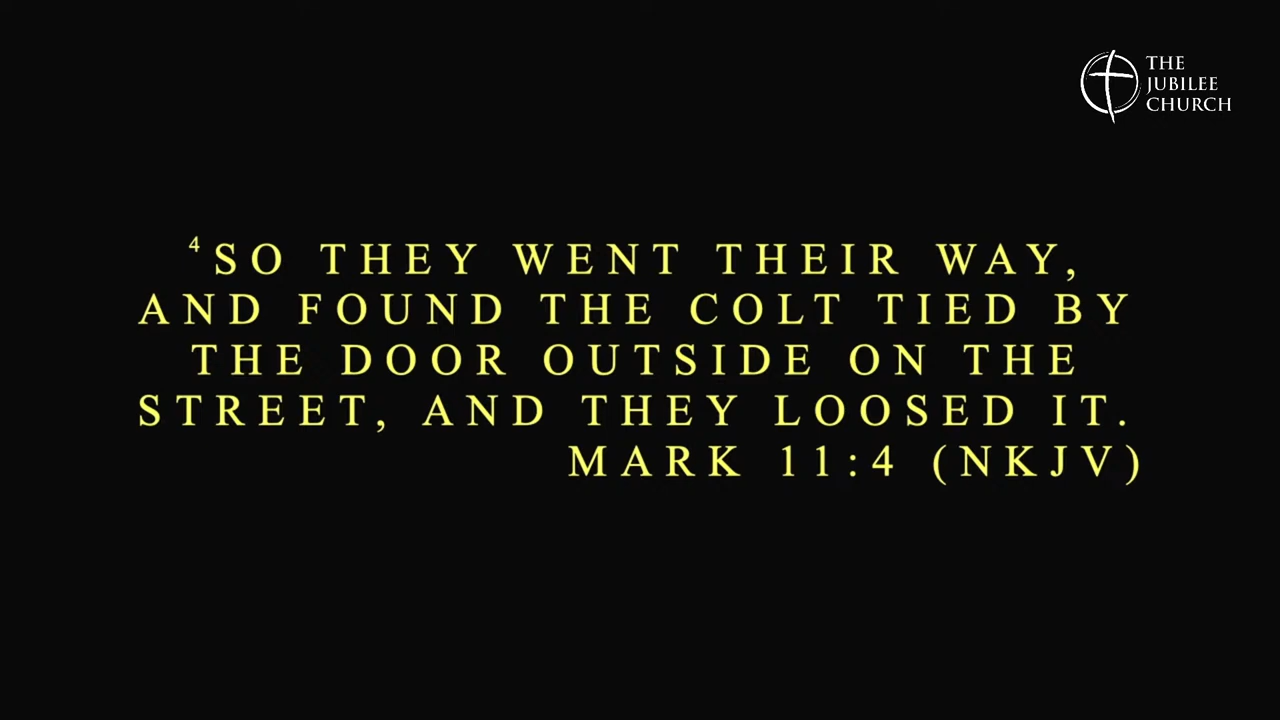 THE
JUBILEE
CHURCH
⁴SO THEY WENT THEIR WAY,
AND FOUND THE COLT TIED BY
THE DOOR OUTSIDE ON THE
STREET, AND THEY LOOSED IT.
MARK 11:4 (NKJV)